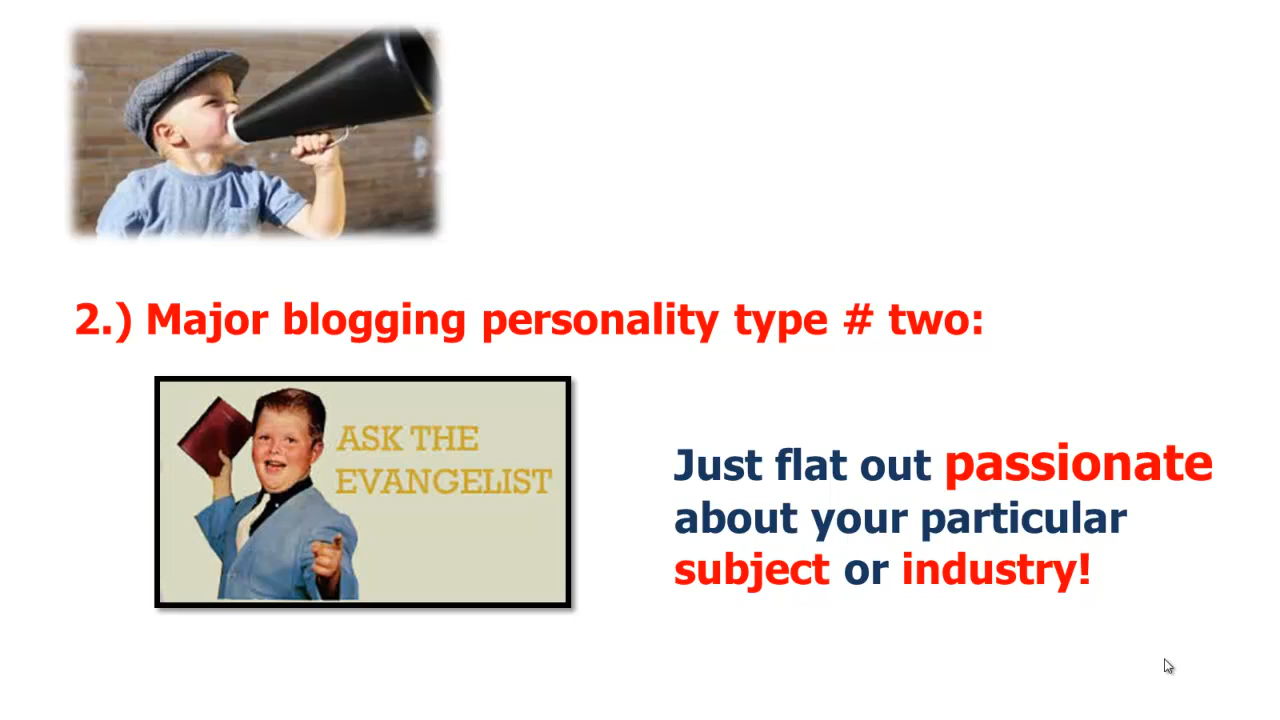 2.) Major blogging personality type # two:
ASK THE
EVANGELIST
Just flat out passionate
about your particular
subject or industry!